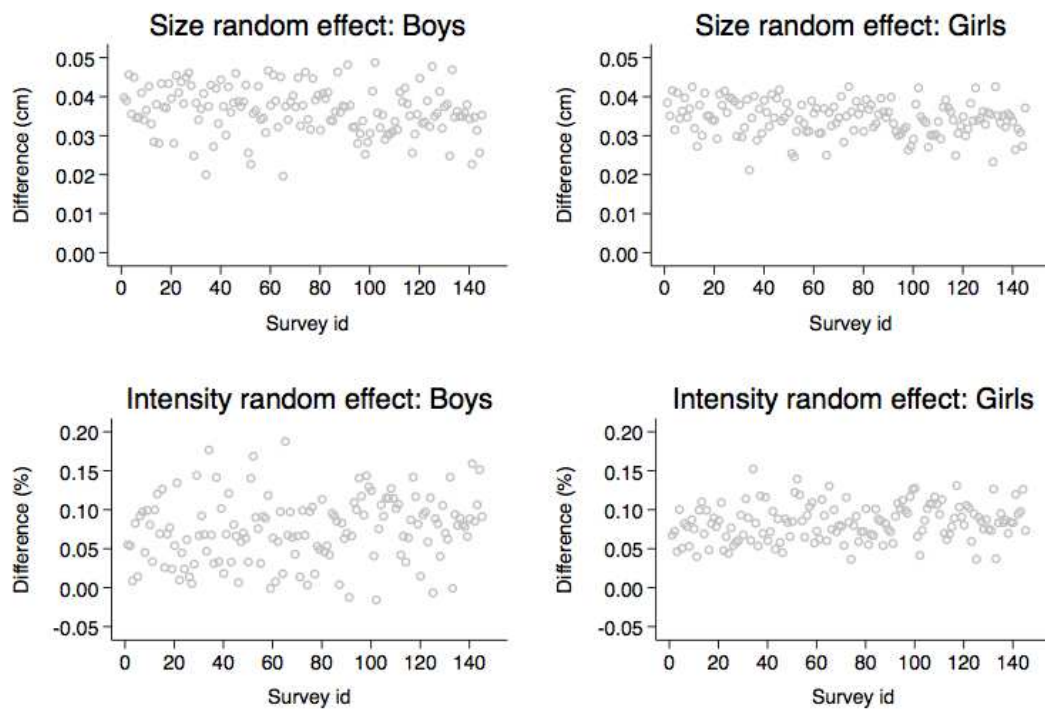 Size random effect: Boys
0.05
0.04
0.03
0.02
0.01
0.00
Difference (cm)
0 20 40 60 80 100 120 140
Survey id
Size random effect: Girls
0.05
0.04
0.03
0.02
0.01
0.00
Difference (cm)
0 20 40 60 80 100 120 140
Survey id
Intensity random effect: Boys
0.20
0.15
0.10
0.05
0.00
-0.05
Difference (%)
0 20 40 60 80 100 120 140
Survey id
Intensity random effect: Girls
0.20
0.15
0.10
0.05
0.00
-0.05
Difference (%)
0 20 40 60 80 100 120 140
Survey id